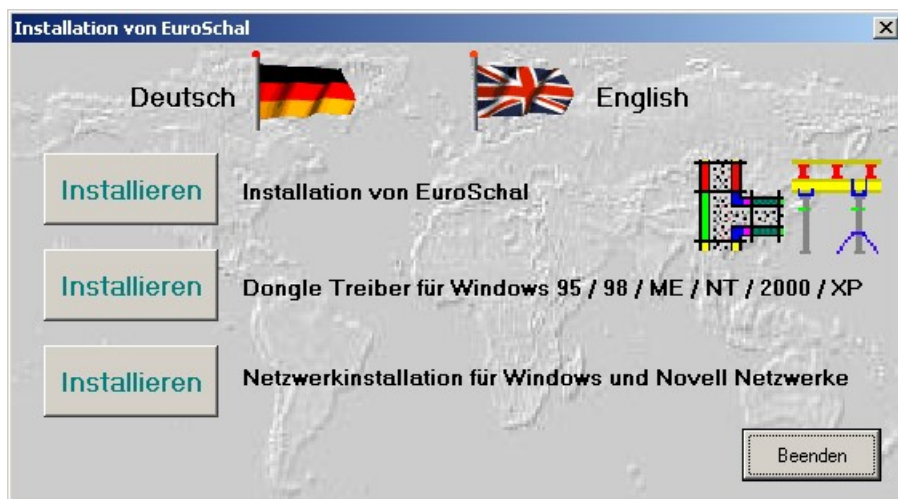 Installation von EuroSchal
Deutsch English
Installieren Installation von EuroSchal
Installieren Dongle Treiber für Windows 95 / 98 / ME / NT / 2000 / XP
Installieren Netzwerkinstallation für Windows und Novell Netzwerke
Beenden